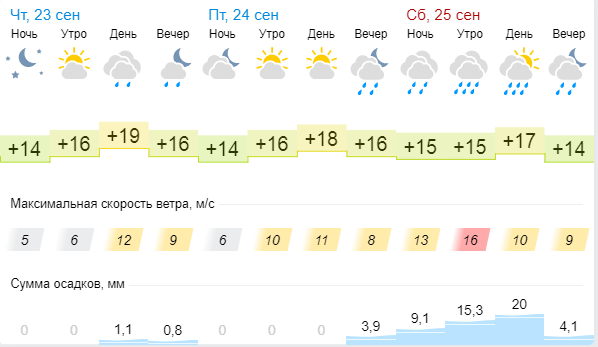 Чт, 23 сен Пт, 24 сен Сб, 25 сен
Ночь Утро День Вечер Ночь Утро День Вечер Ночь Утро День Вечер
+14 +16 +19 +16 +14 +16 +18 +16 +15 +15 +17 +14
Максимальная скорость ветра, м/с
5 6 12 9 6 10 11 8 13 16 10 9
Сумма осадков, мм
0 0 1,1 0,8 0 0 0 3,9 9,1 15,3 20 4,1